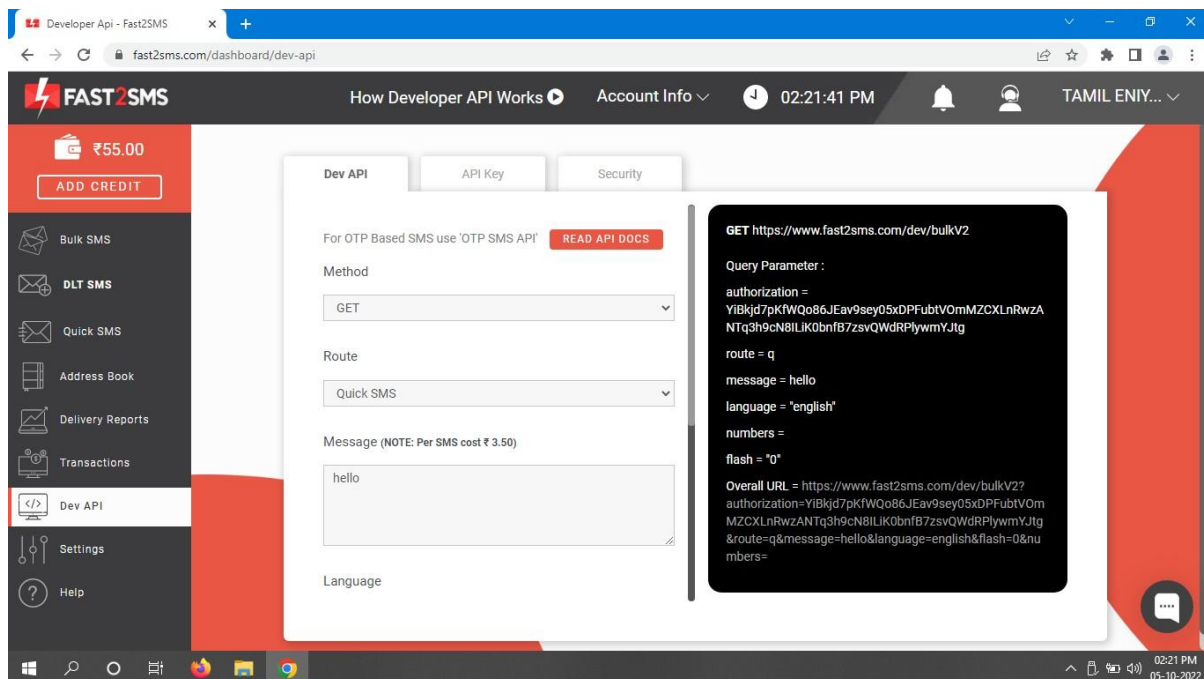 Developer Api - Fast2SMS
fast2sms.com/dashboard/dev-api
FAST2SMS
How Developer API Works
Account Info
02:21:41 PM
TAMIL ENIY...
₹55.00
ADD CREDIT
Bulk SMS
DLT SMS
Quick SMS
Address Book
Delivery Reports
Transactions
Dev API
Settings
Help
Dev API
API Key
Security
For OTP Based SMS use 'OTP SMS API'
READ API DOCS
Method
GET
Route
Quick SMS
Message (NOTE: Per SMS cost ₹ 3.50)
hello
Language
GET https://www.fast2sms.com/dev/bulkV2
Query Parameter :
authorization =
YiBkjd7pKfWQo86JEav9sey05xDPFubtVOmMZCXLnRwzA
NTq3h9cN8ILiK0bnfB7zsvQWdRPlywmYJtg
route = q
message = hello
language = "english"
numbers =
flash = "0"
Overall URL = https://www.fast2sms.com/dev/bulkV2?
authorization=YiBkjd7pKfWQo86JEav9sey05xDPFubtVOm
MZCXLnRwzANTq3h9cN8ILiK0bnfB7zsvQWdRPlywmYJtg
&route=q&message=hello&language=english&flash=0&nu
mbers=
02:21 PM
05-10-2022